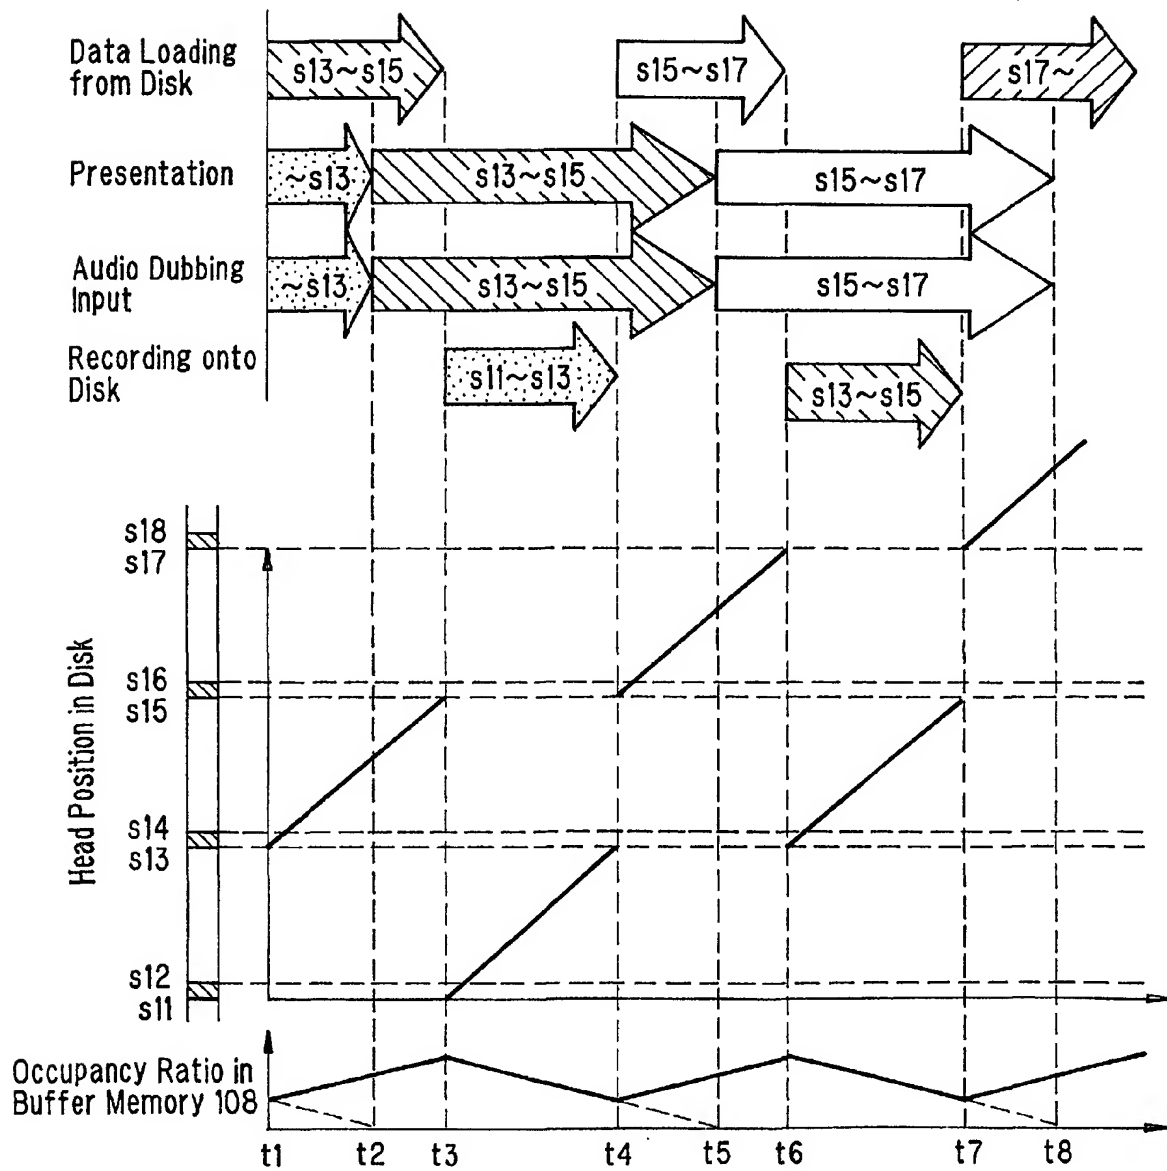 Data Loading
from Disk
s13~s15
s15~s17
s17~
Presentation
~s13
s13~s15
s15~s17
Audio Dubbing
Input
~s13
s13~s15
s15~s17
Recording onto
Disk
s11~s13
s13~s15
Head Position in Disk
s18
s17
s16
s15
s14
s13
s12
s11
Occupancy Ratio in
Buffer Memory 108
t1 t2 t3 t4 t5 t6 t7 t8